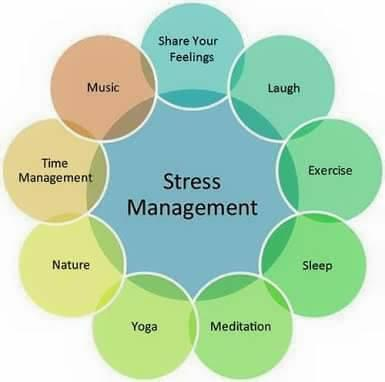 Share Your
Feelings
Laugh
Exercise
Sleep
Meditation
Yoga
Nature
Time
Management
Music
Stress
Management